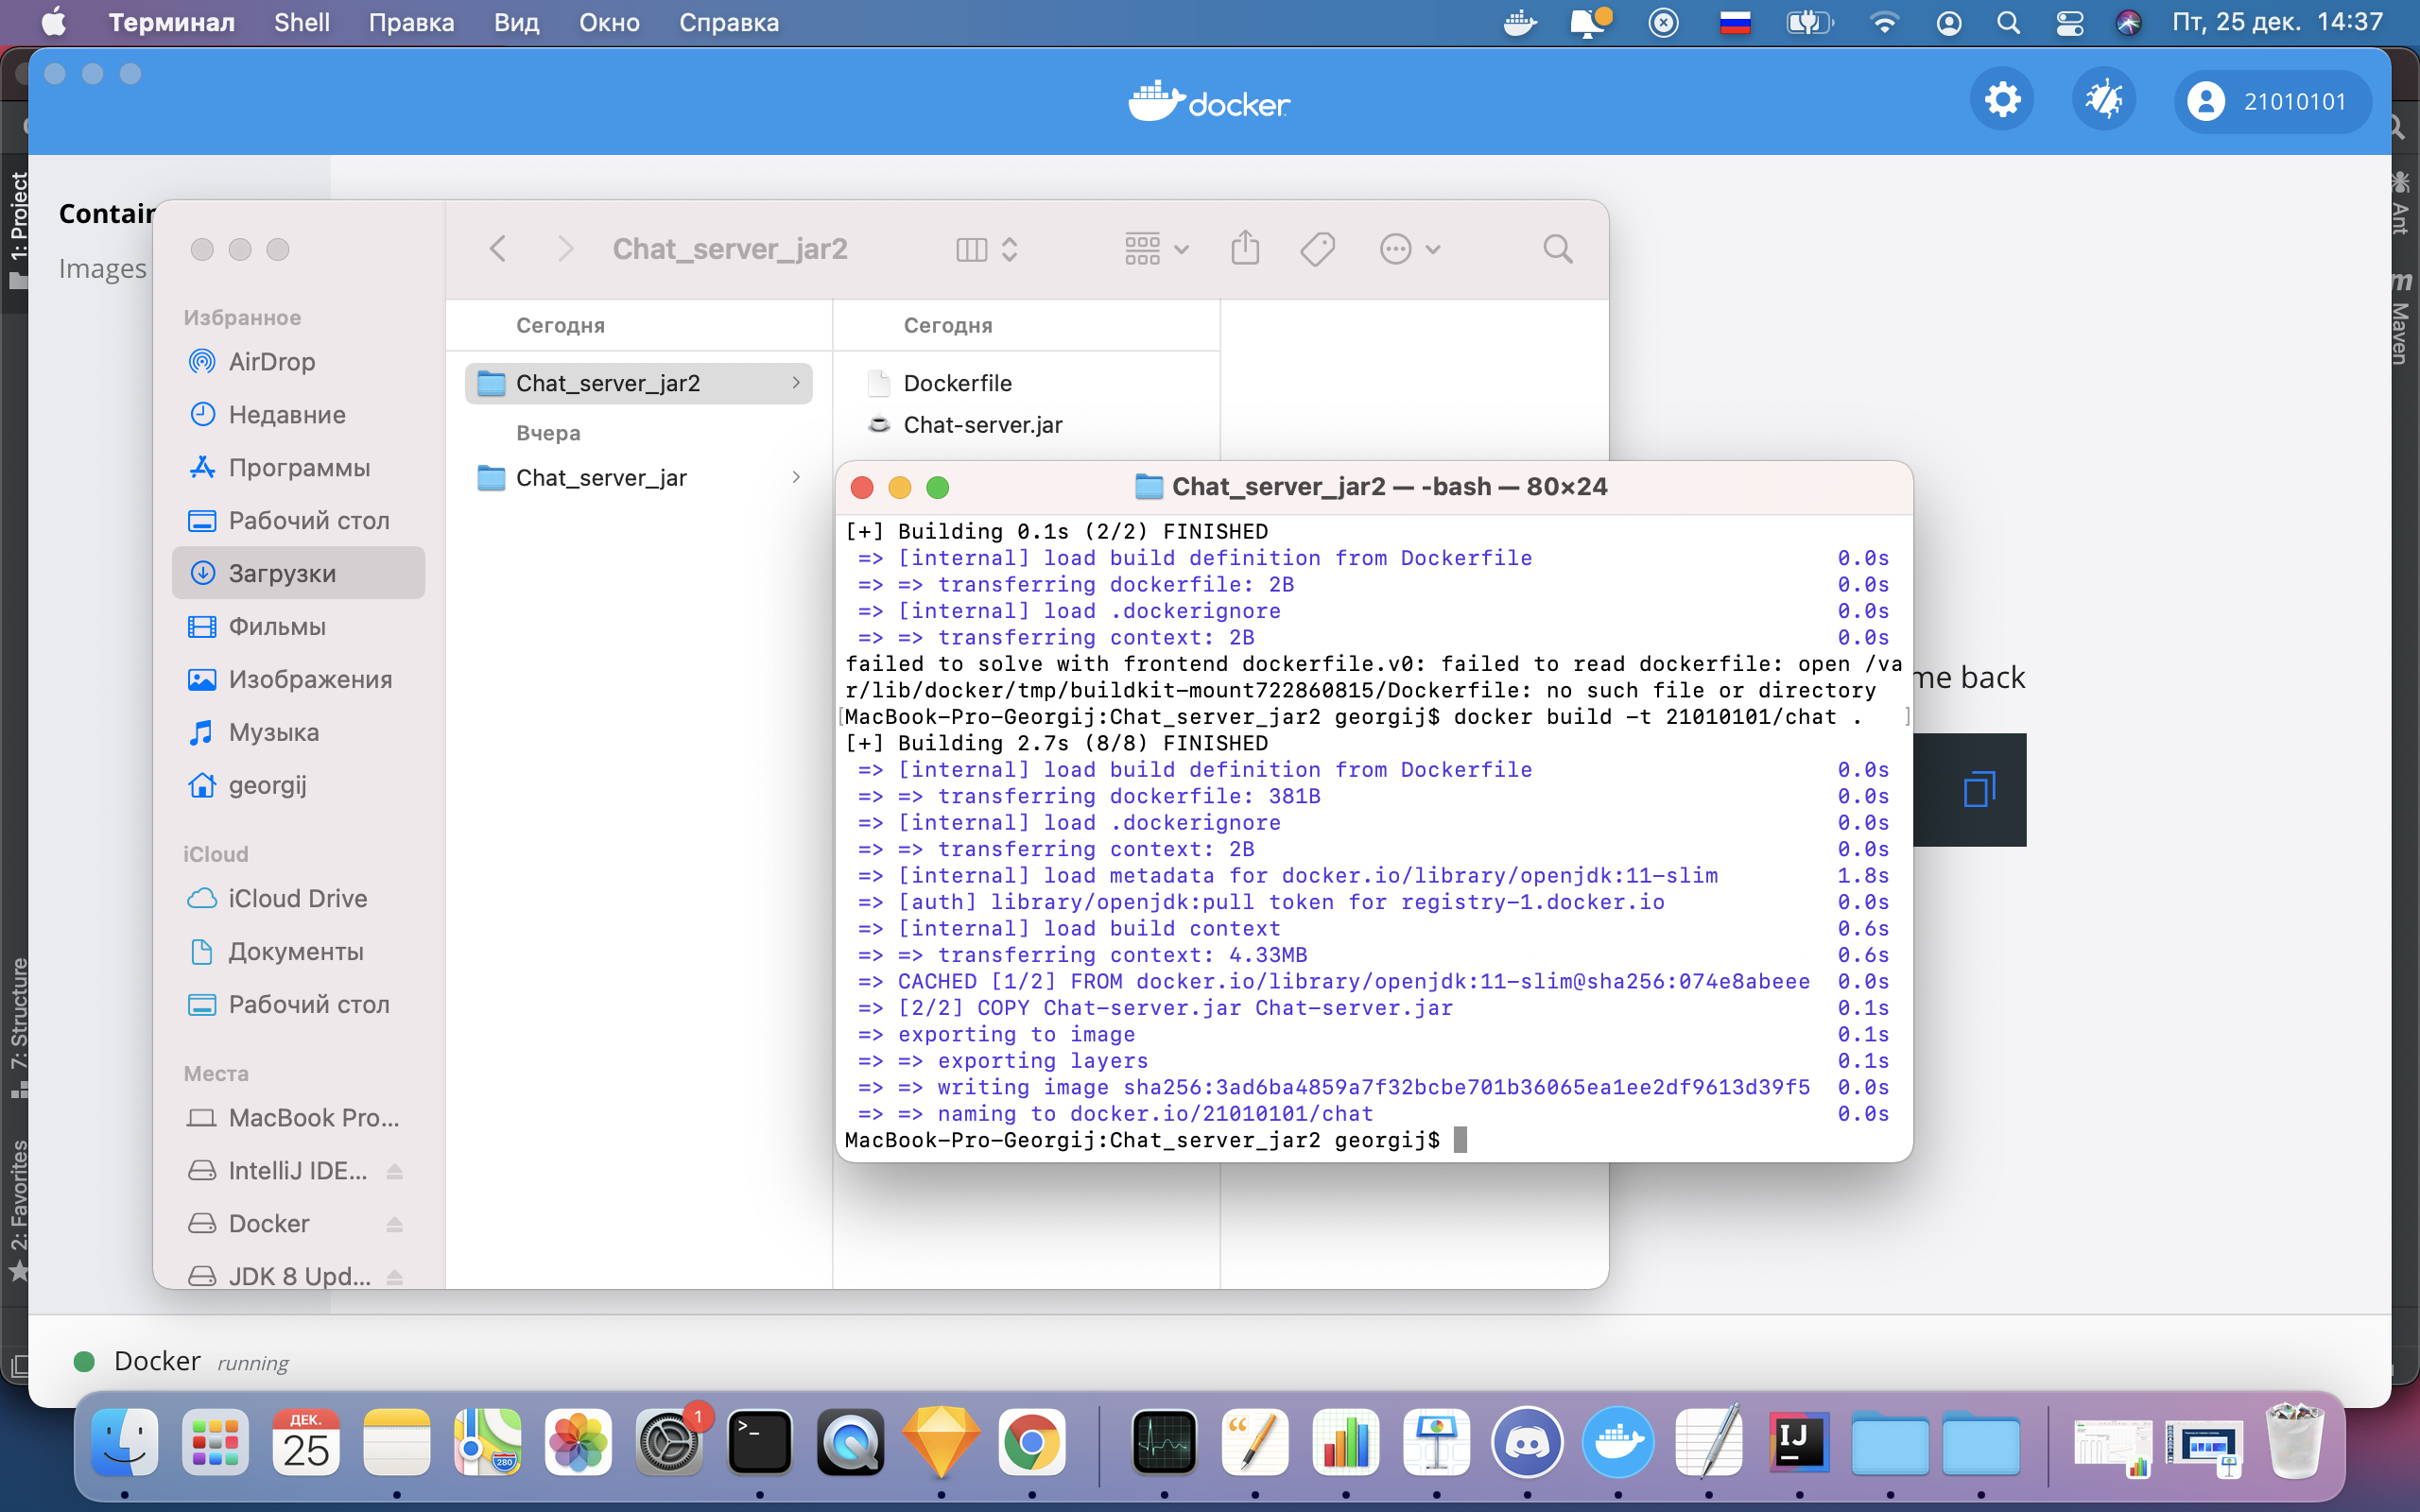 Терминал Shell Правка Вид Окно Справка Пт, 25 дек. 14:37
docker 21010101
1: Project
Contair
Images
Chat_server_jar2
Избранное
AirDrop
Недавние
Программы
Рабочий стол
Загрузки
Фильмы
Изображения
Музыка
georgij
iCloud
iCloud Drive
Документы
Рабочий стол
Места
MacBook Pro...
IntelliJ IDE...
Docker
JDK 8 Upd...
Сегодня
Chat_server_jar2
Вчера
Chat_server_jar
Сегодня
Dockerfile
Chat-server.jar
Chat_server_jar2 — -bash — 80×24
[+] Building 0.1s (2/2) FINISHED
=> [internal] load build definition from Dockerfile 0.0s
=> => transferring dockerfile: 2B 0.0s
=> [internal] load .dockerignore 0.0s
=> => transferring context: 2B 0.0s
failed to solve with frontend dockerfile.v0: failed to read dockerfile: open /va
r/lib/docker/tmp/buildkit-mount722860815/Dockerfile: no such file or directory
[MacBook-Pro-Georgij:Chat_server_jar2 georgij$ docker build -t 21010101/chat . ]
[+] Building 2.7s (8/8) FINISHED
=> [internal] load build definition from Dockerfile 0.0s
=> => transferring dockerfile: 381B 0.0s
=> [internal] load .dockerignore 0.0s
=> => transferring context: 2B 0.0s
=> [internal] load metadata for docker.io/library/openjdk:11-slim 1.8s
=> [auth] library/openjdk:pull token for registry-1.docker.io 0.0s
=> [internal] load build context 0.6s
=> => transferring context: 4.33MB 0.6s
=> CACHED [1/2] FROM docker.io/library/openjdk:11-slim@sha256:074e8abeee 0.0s
=> [2/2] COPY Chat-server.jar Chat-server.jar 0.1s
=> exporting to image 0.1s
=> => exporting layers 0.1s
=> => writing image sha256:3ad6ba4859a7f32bcbe701b36065ea1ee2df9613d39f5 0.0s
=> => naming to docker.io/21010101/chat 0.0s
MacBook-Pro-Georgij:Chat_server_jar2 georgij$
me back
Ant
m Maven
7: Structure
2: Favorites
Docker running
ДЕК.
25
280
1
>_
IJ